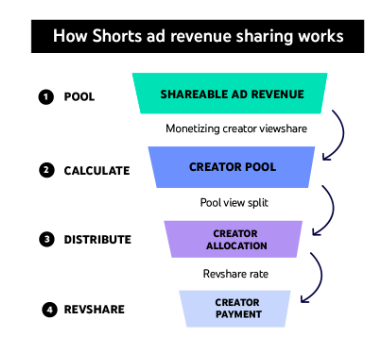 How Shorts ad revenue sharing works
1 POOL
SHAREABLE AD REVENUE
Monetizing creator viewshare
2 CALCULATE
CREATOR POOL
Pool view split
3 DISTRIBUTE
CREATOR
ALLOCATION
Revshare rate
4 REVSHARE
CREATOR
PAYMENT